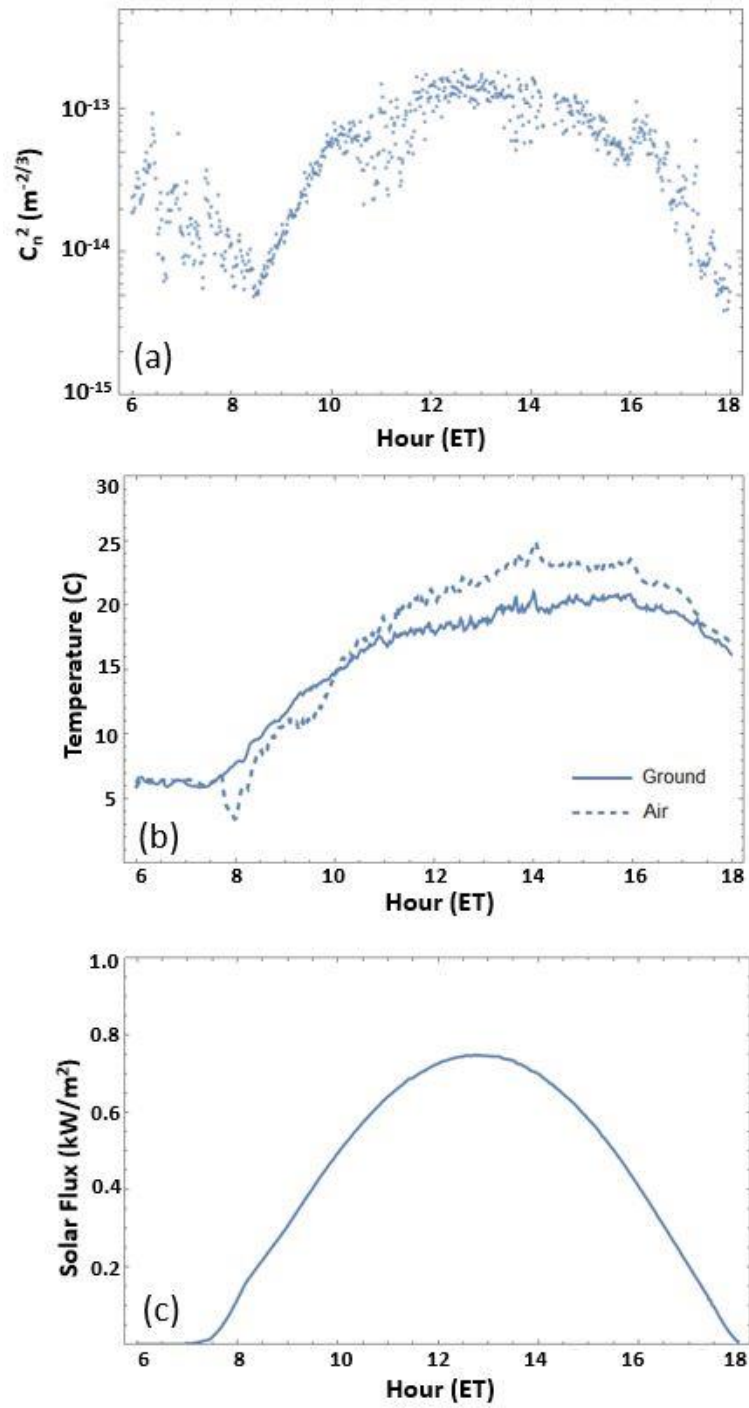 10^-13
10^-14
10^-15
C_n^2 (m^-2/3)
(a)
6 8 10 12 14 16 18
Hour (ET)
30
25
20
15
10
5
Temperature (C)
Ground
Air
(b)
6 8 10 12 14 16 18
Hour (ET)
1.0
0.8
0.6
0.4
0.2
Solar Flux (kW/m²)
(c)
6 8 10 12 14 16 18
Hour (ET)